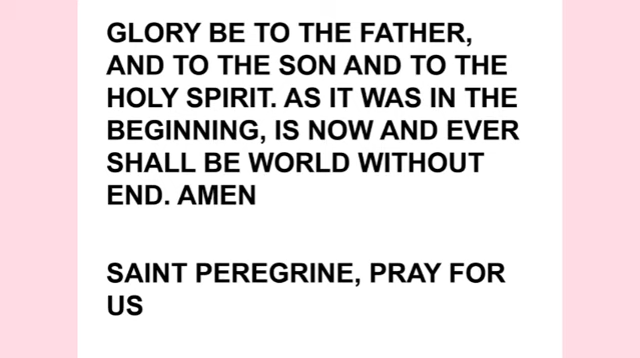 GLORY BE TO THE FATHER,
AND TO THE SON AND TO THE
HOLY SPIRIT. AS IT WAS IN THE
BEGINNING, IS NOW AND EVER
SHALL BE WORLD WITHOUT
END. AMEN
SAINT PEREGRINE, PRAY FOR
US